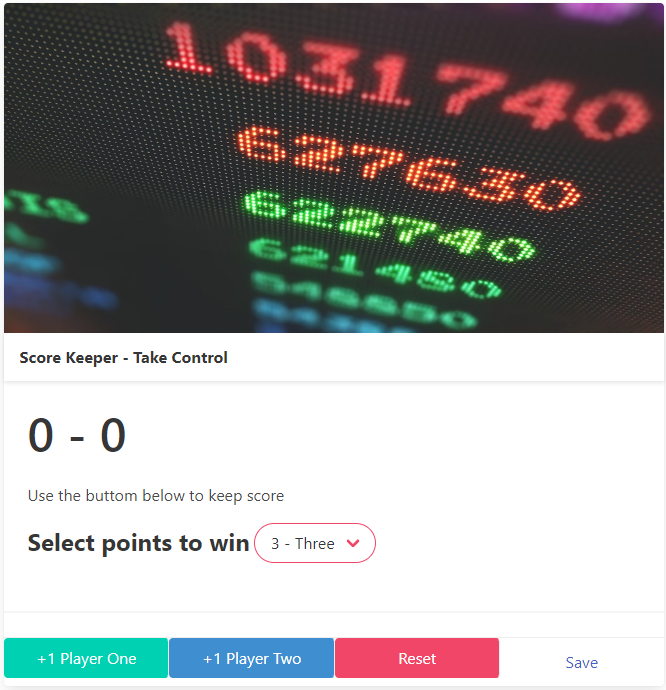 1031740
627630
622740
621480
Score Keeper - Take Control
0 - 0
Use the buttom below to keep score
Select points to win 3 - Three
+1 Player One +1 Player Two Reset Save